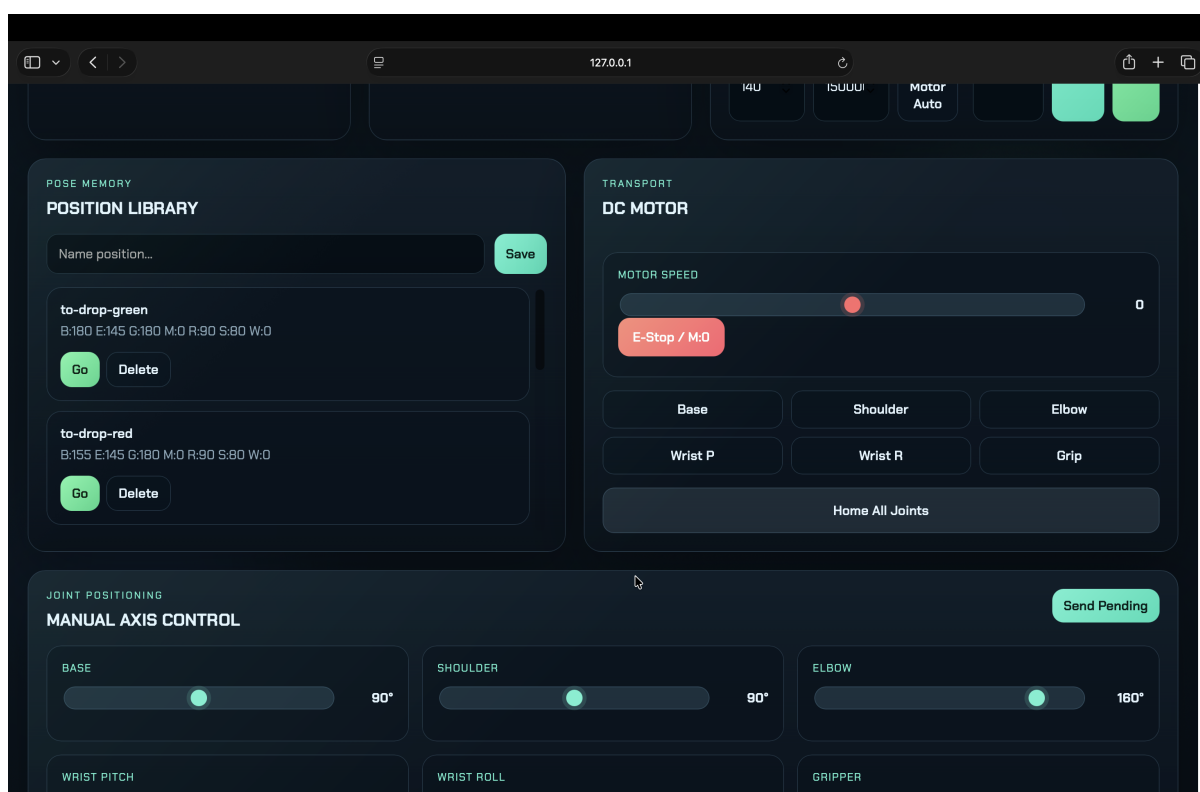 127.0.0.1
140
Motor
Auto
POSE MEMORY
POSITION LIBRARY
Name position...
Save
to-drop-green
B:180 E:145 G:180 M:0 R:90 S:80 W:0
Go
Delete
to-drop-red
B:155 E:145 G:180 M:0 R:90 S:80 W:0
Go
Delete
TRANSPORT
DC MOTOR
MOTOR SPEED
0
E-Stop / M:0
Base
Shoulder
Elbow
Wrist P
Wrist R
Grip
Home All Joints
JOINT POSITIONING
MANUAL AXIS CONTROL
Send Pending
BASE
90°
SHOULDER
90°
ELBOW
160°
WRIST PITCH
WRIST ROLL
GRIPPER